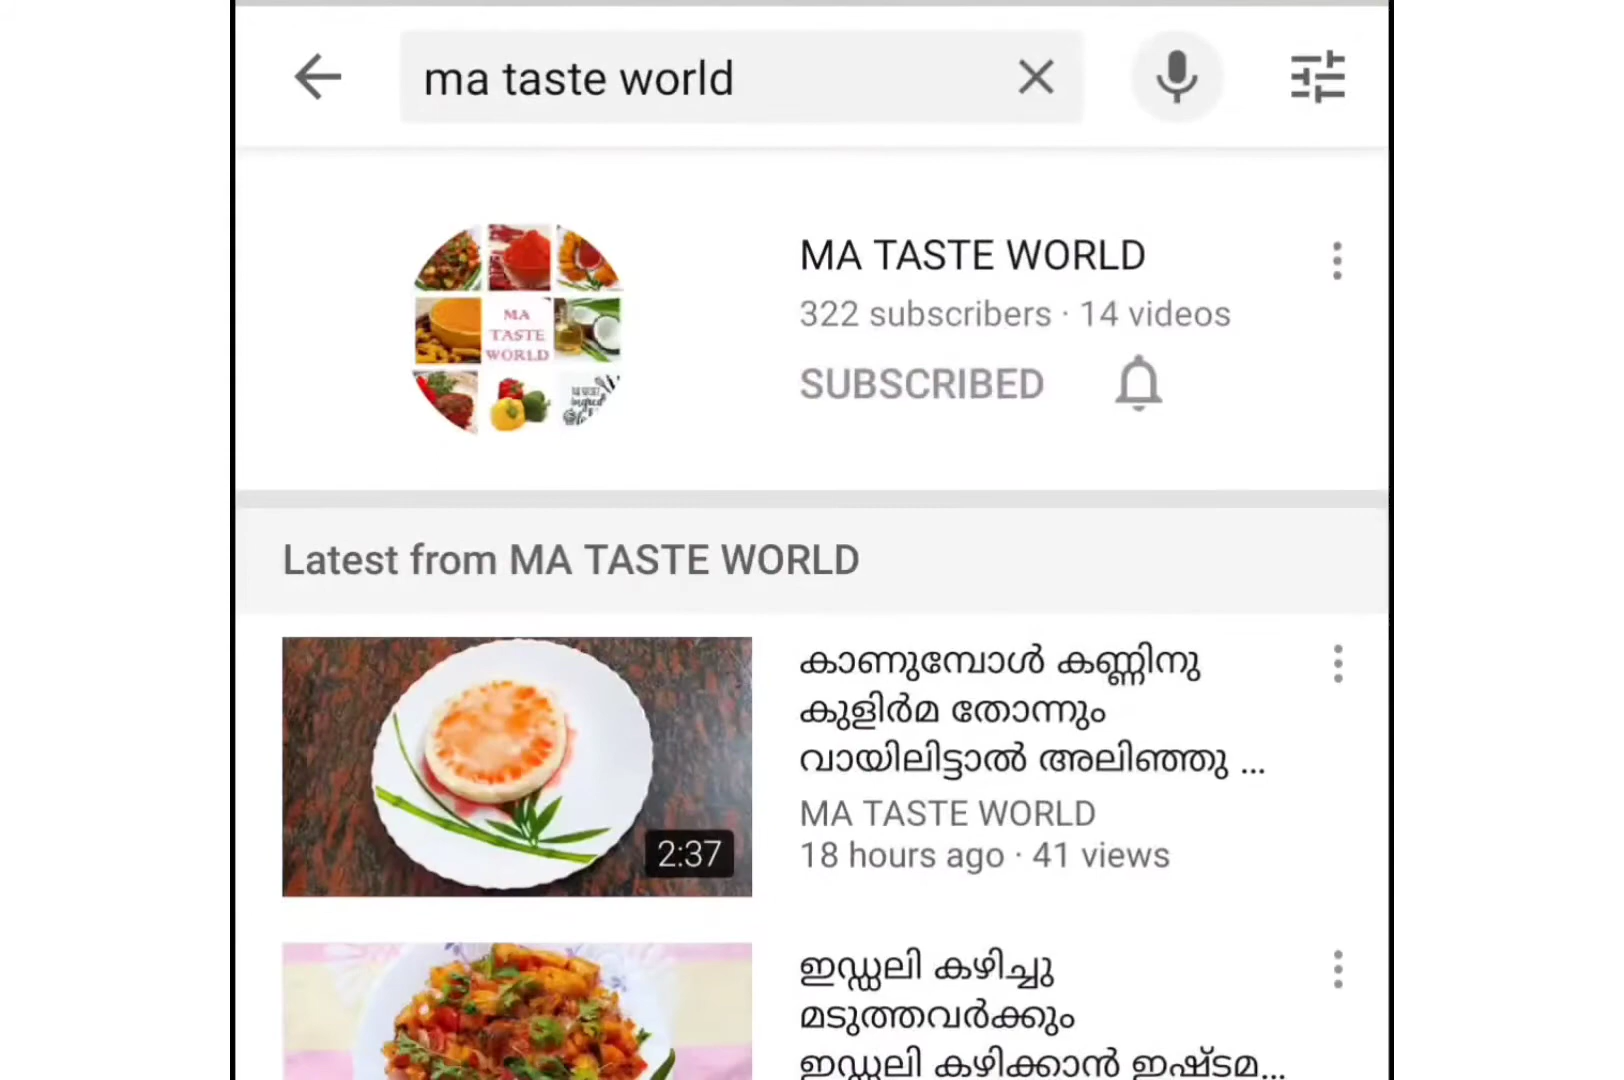 ma taste world
MA
TASTE
WORLD
MA TASTE WORLD
322 subscribers · 14 videos
SUBSCRIBED
Latest from MA TASTE WORLD
2:37
കാണുമ്പോൾ കണ്ണിനു
കുളിർമ തോന്നും
വായിലിട്ടാൽ അലിഞ്ഞു ...
MA TASTE WORLD
18 hours ago · 41 views
ഇഡ്ഡലി കഴിച്ചു
മടുത്തവർക്കും
ഇഡ്ഡലി കഴിക്കാൻ ഇഷ്ടമ...